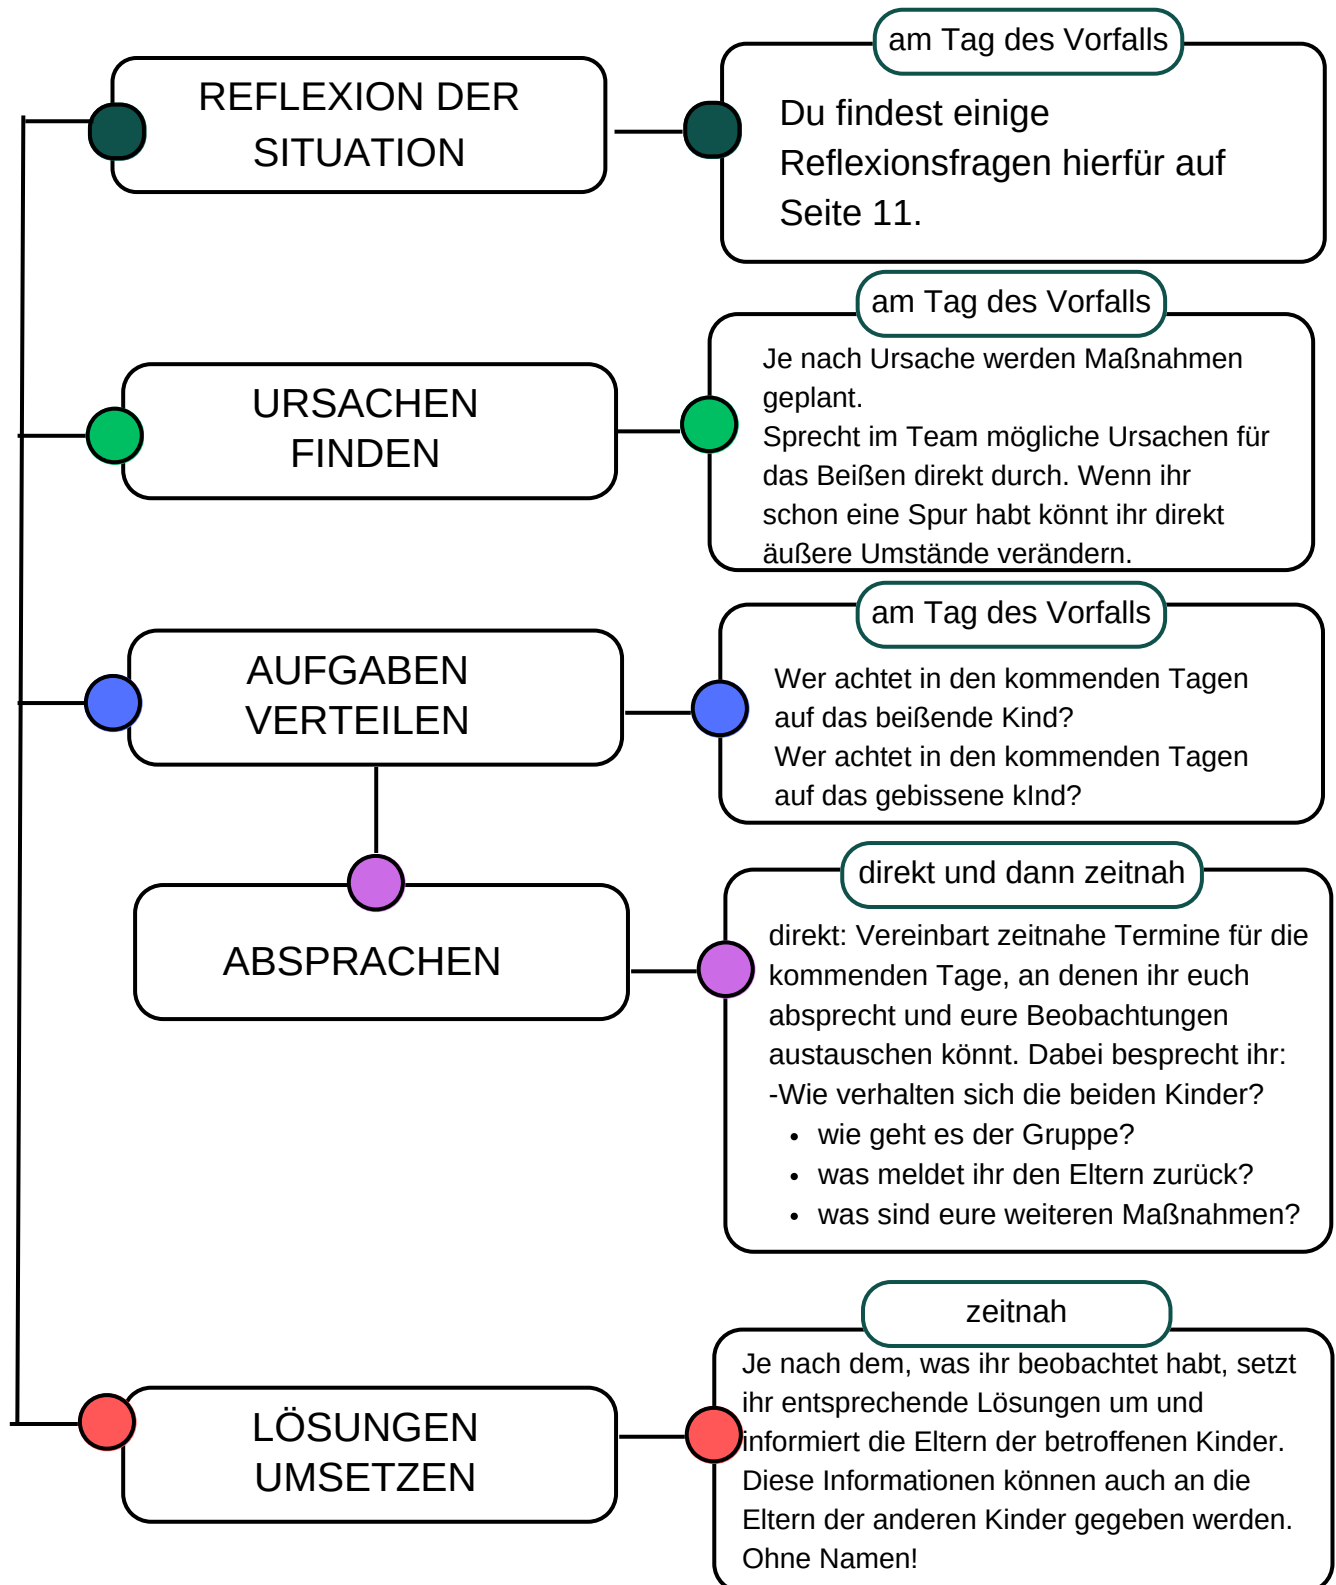 REFLEXION DER
SITUATION
am Tag des Vorfalls
Du findest einige
Reflexionsfragen hierfür auf
Seite 11.
URSACHEN
FINDEN
am Tag des Vorfalls
Je nach Ursache werden Maßnahmen
geplant.
Sprecht im Team mögliche Ursachen für
das Beißen direkt durch. Wenn ihr
schon eine Spur habt könnt ihr direkt
äußere Umstände verändern.
AUFGABEN
VERTEILEN
am Tag des Vorfalls
Wer achtet in den kommenden Tagen
auf das beißende Kind?
Wer achtet in den kommenden Tagen
auf das gebissene kInd?
ABSPRACHEN
direkt und dann zeitnah
direkt: Vereinbart zeitnahe Termine für die
kommenden Tage, an denen ihr euch
absprecht und eure Beobachtungen
austauschen könnt. Dabei besprecht ihr:
-Wie verhalten sich die beiden Kinder?
• wie geht es der Gruppe?
• was meldet ihr den Eltern zurück?
• was sind eure weiteren Maßnahmen?
LÖSUNGEN
UMSETZEN
zeitnah
Je nach dem, was ihr beobachtet habt, setzt
ihr entsprechende Lösungen um und
informiert die Eltern der betroffenen Kinder.
Diese Informationen können auch an die
Eltern der anderen Kinder gegeben werden.
Ohne Namen!